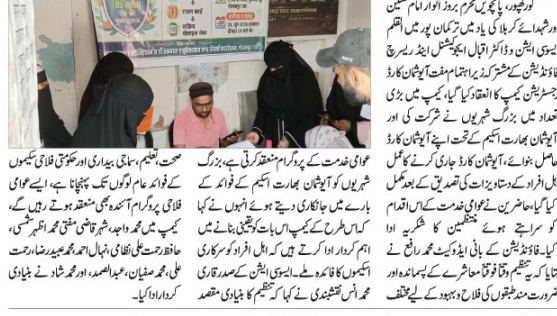 گورکھپور، پانچویں محرم بروز اتوار امام حسین
اور شہدائے کربلا کی یاد میں ترکمان پور میں القلم
ایسوسی ایشن و ڈاکٹر اقبال ایجوکیشنل اینڈ ریسرچ
فاؤنڈیشن کے مشترکہ زیر اہتمام مفت آیوشمان کارڈ
رجسٹریشن کیمپ کا انعقاد کیا گیا، کیمپ میں بڑی
تعداد میں بزرگ شہریوں نے شرکت کی اور
آیوشمان بھارت اسکیم کے تحت اپنے آیوشمان کارڈ
حاصل بنوائے، آیوشمان کارڈ جاری کرنے کا عمل
اہل افراد کے دستاویزات کی تصدیق کے بعد مکمل
کیا گیا، حاضرین نے عوامی خدمت کے اس اقدام
کو سراہتے ہوئے منتظمین کا شکریہ ادا
کیا۔ فاؤنڈیشن کے بانی ایڈوکیٹ محمد رافع نے
بتایا کہ یہ تنظیم وقتاً فوقتاً معاشرے کے پسماندہ اور
ضرورت مند طبقوں کی فلاح و بہبود کے لیے مختلف
عوامی خدمت کے پروگرام منعقد کرتی ہے، بزرگ
شہریوں کو آیوشمان بھارت اسکیم کے فوائد کے
بارے میں جانکاری دیتے ہوئے انہوں نے کہا
کہ اس طرح کے کیمپ اس بات کو یقینی بنانے میں
اہم کردار ادا کرتے ہیں کہ اہل افراد کو سرکاری
اسکیموں کا فائدہ ملے۔ ایسوسی ایشن کے صدر قاری
محمد انس نقشبندی نے کہا کہ تنظیم کا بنیادی مقصد
صحت، تعلیم، سماجی بیداری اور حکومتی فلاحی سکیموں
کے فوائد عام لوگوں تک پہنچانا ہے، ایسے عوامی
فلاحی پروگرام آئندہ بھی منعقد ہوتے رہیں گے،
کیمپ میں محمد واجد، شہر قاضی مفتی محمد اظہر شمسی،
حافظ رحمت علی نظامی، نہال احمد، محمد عبید رضا، رحمت
علی، محمد صفیان، عبدالصمد، اور محمد شاد نے بنیادی
کردار ادا کیا۔